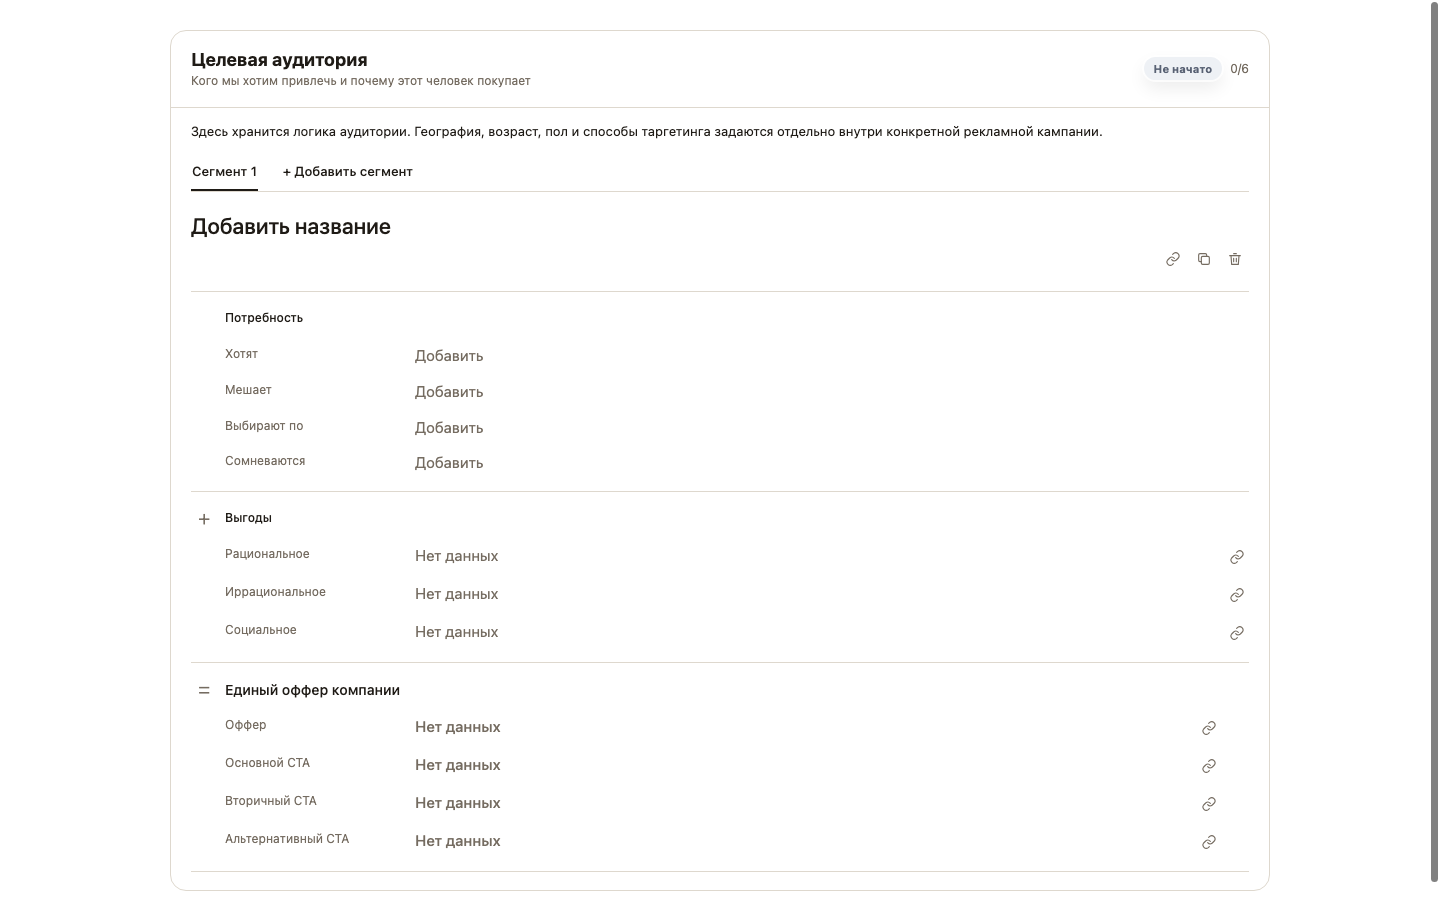 Целевая аудитория
Кого мы хотим привлечь и почему этот человек покупает
Не начато 0/6
Здесь хранится логика аудитории. География, возраст, пол и способы таргетинга задаются отдельно внутри конкретной рекламной кампании.
Сегмент 1 + Добавить сегмент
Добавить название
Потребность
Хотят Добавить
Мешает Добавить
Выбирают по Добавить
Сомневаются Добавить
Выгоды
Рациональное Нет данных
Иррациональное Нет данных
Социальное Нет данных
Единый оффер компании
Оффер Нет данных
Основной CTA Нет данных
Вторичный CTA Нет данных
Альтернативный CTA Нет данных